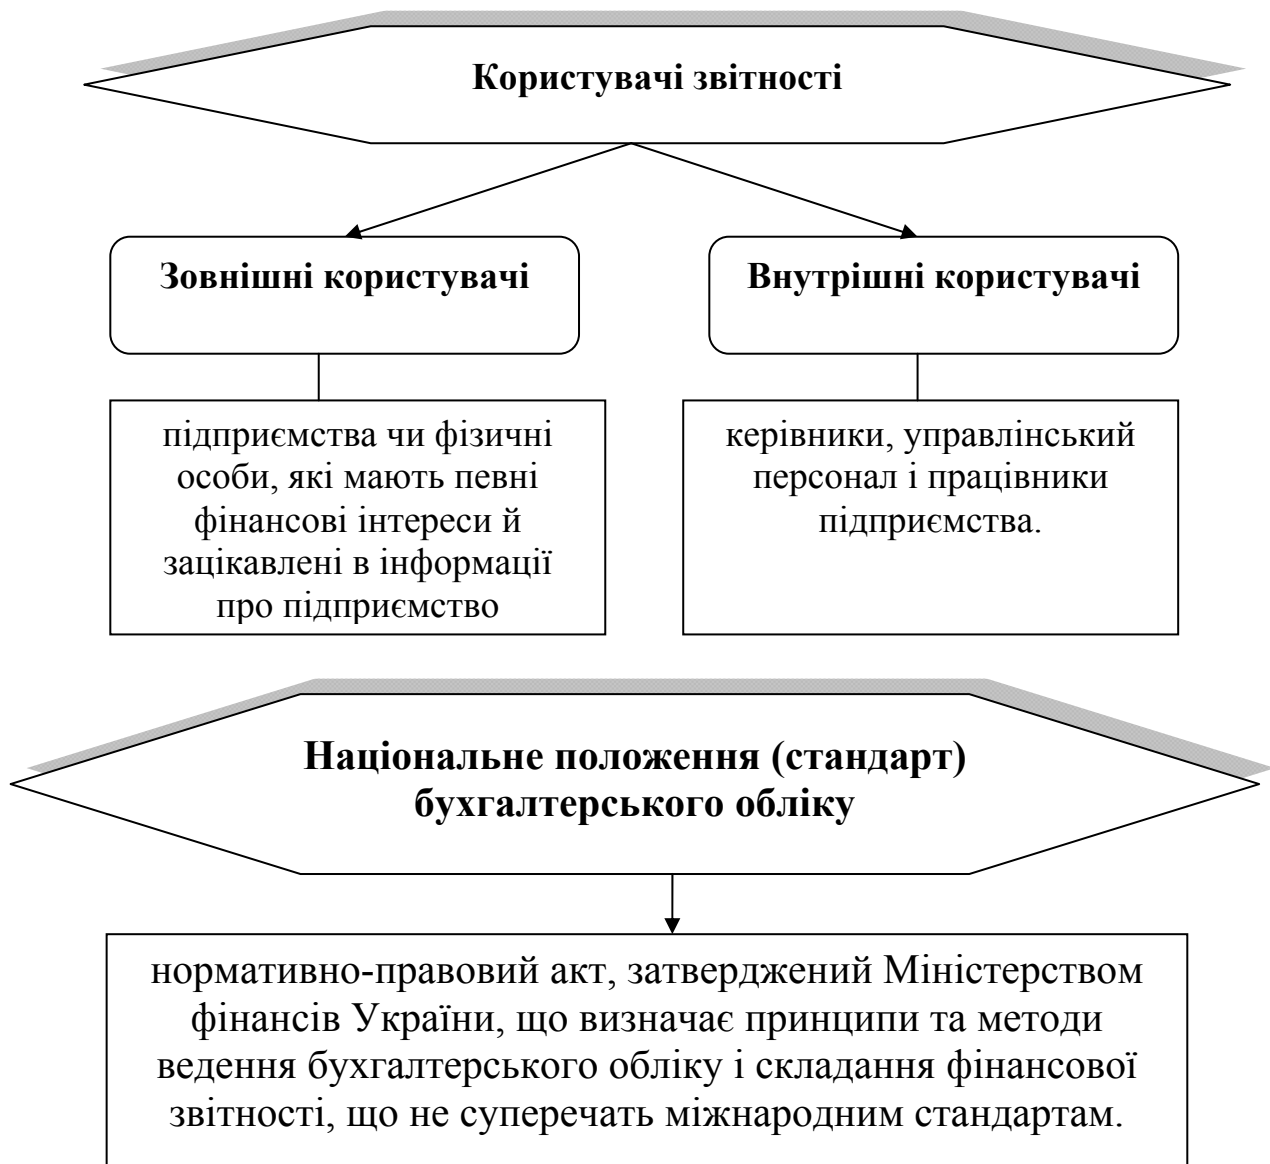 Користувачі звітності
Зовнішні користувачі
Внутрішні користувачі
підприємства чи фізичні
особи, які мають певні
фінансові інтереси й
зацікавлені в інформації
про підприємство
керівники, управлінський
персонал і працівники
підприємства.
Національне положення (стандарт)
бухгалтерського обліку
нормативно-правовий акт, затверджений Міністерством
фінансів України, що визначає принципи та методи
ведення бухгалтерського обліку і складання фінансової
звітності, що не суперечать міжнародним стандартам.